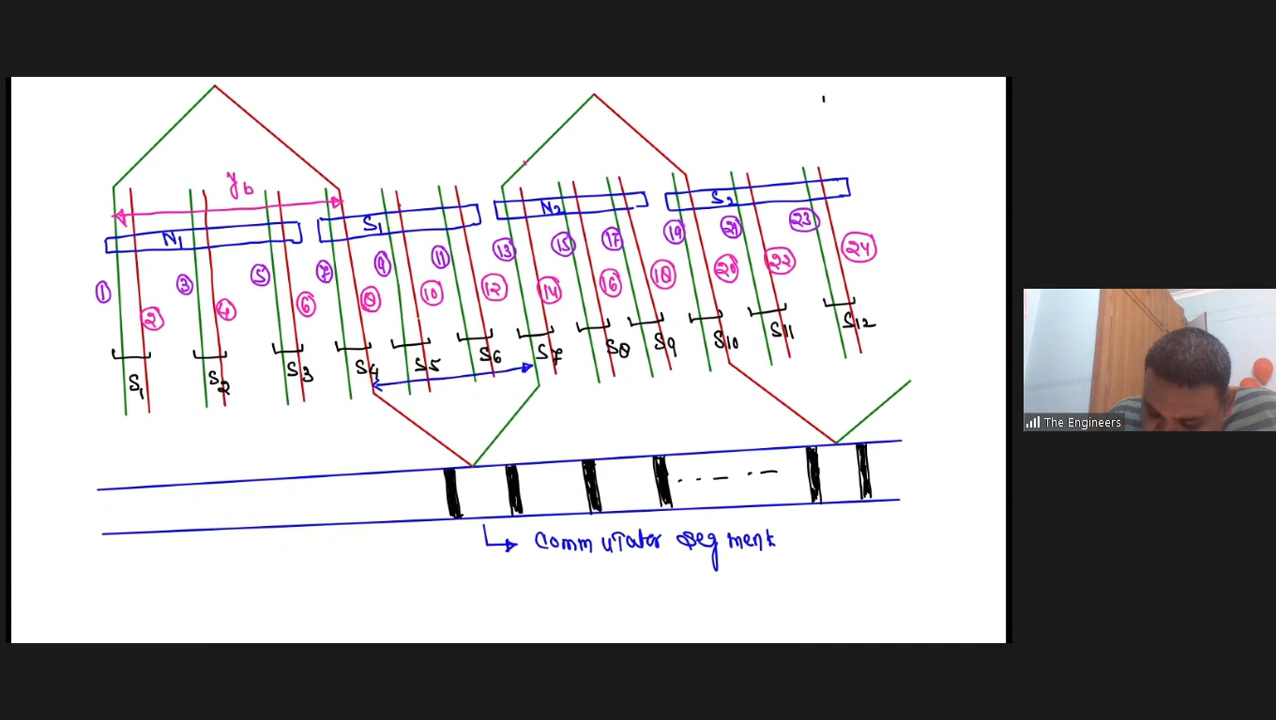 y_b
N₁
S₁
N₂
S₂
1
2
3
4
5
6
7
8
9
10
11
12
13
14
15
16
17
18
19
20
21
22
23
24
S₁
S₂
S₃
S₄
S₅
S₆
S₇
S₈
S₉
S₁₀
S₁₁
S₁₂
Commutator segment
The Engineers